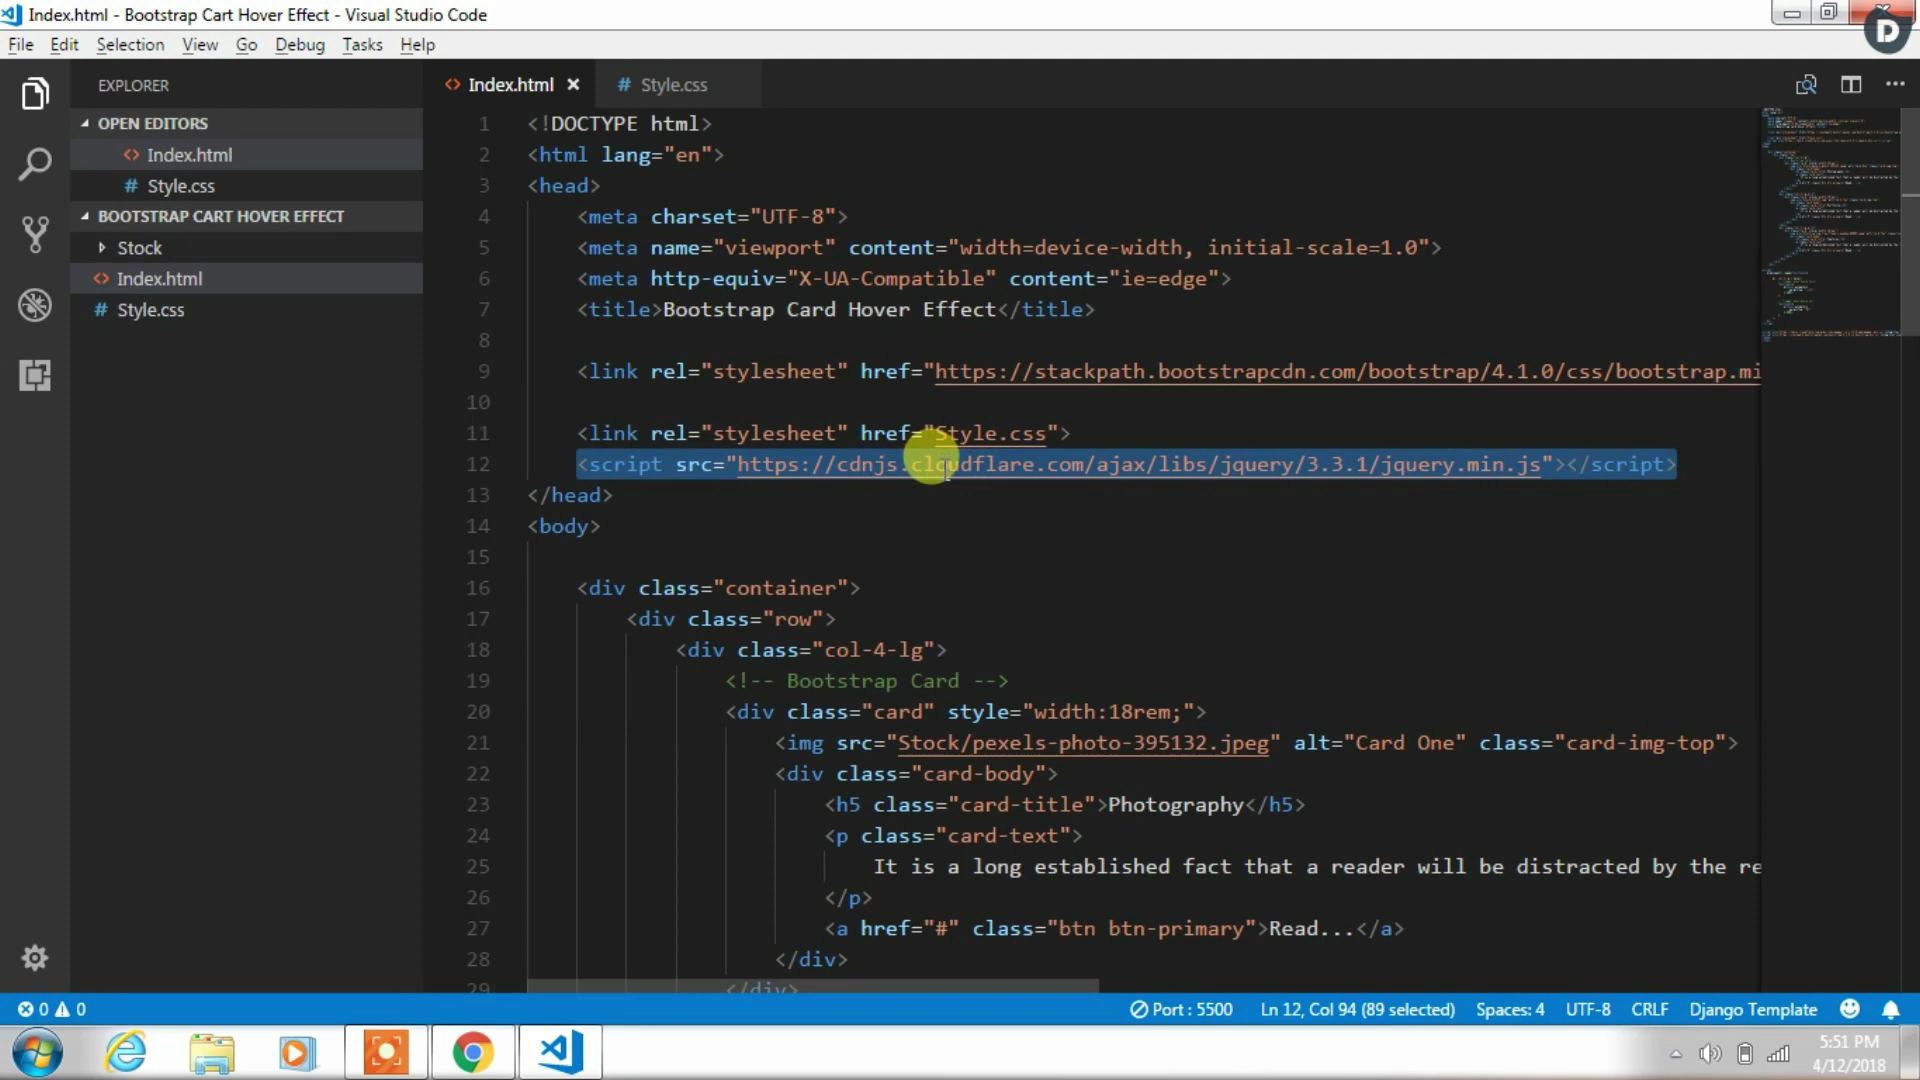 Index.html - Bootstrap Cart Hover Effect - Visual Studio Code
D
File Edit Selection View Go Debug Tasks Help
EXPLORER
OPEN EDITORS
<> Index.html
# Style.css
BOOTSTRAP CART HOVER EFFECT
Stock
<> Index.html
# Style.css
<> Index.html # Style.css
1 <!DOCTYPE html>
2 <html lang="en">
3 <head>
4 <meta charset="UTF-8">
5 <meta name="viewport" content="width=device-width, initial-scale=1.0">
6 <meta http-equiv="X-UA-Compatible" content="ie=edge">
7 <title>Bootstrap Card Hover Effect</title>
8
9 <link rel="stylesheet" href="https://stackpath.bootstrapcdn.com/bootstrap/4.1.0/css/bootstrap.mi
10
11 <link rel="stylesheet" href="Style.css">
12 <script src="https://cdnjs.cloudflare.com/ajax/libs/jquery/3.3.1/jquery.min.js"></script>
13 </head>
14 <body>
15
16 <div class="container">
17 <div class="row">
18 <div class="col-4-lg">
19 <!-- Bootstrap Card -->
20 <div class="card" style="width:18rem;">
21 <img src="Stock/pexels-photo-395132.jpeg" alt="Card One" class="card-img-top">
22 <div class="card-body">
23 <h5 class="card-title">Photography</h5>
24 <p class="card-text">
25 It is a long established fact that a reader will be distracted by the re
26 </p>
27 <a href="#" class="btn btn-primary">Read...</a>
28 </div>
29 </div>
0 0 Port : 5500 Ln 12, Col 94 (89 selected) Spaces: 4 UTF-8 CRLF Django Template
5:51 PM
4/12/2018